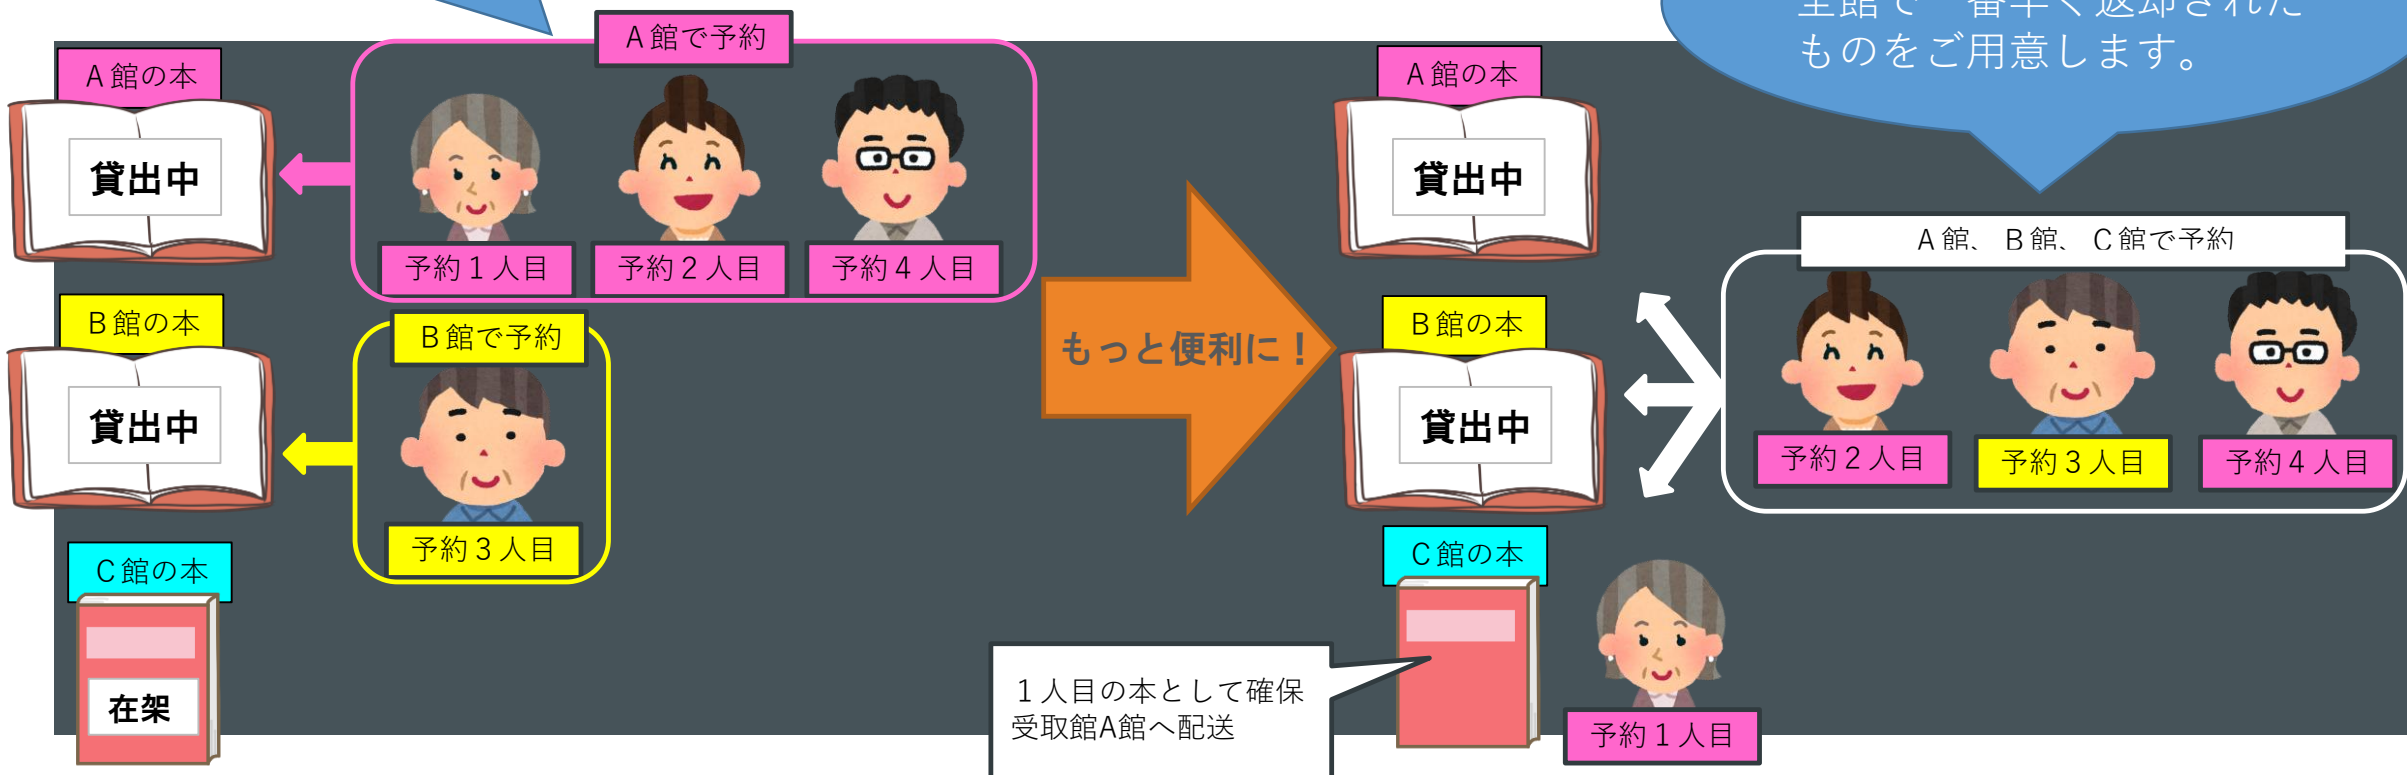 A館で予約
A館の本
貸出中
予約1人目
予約2人目
予約4人目
B館の本
貸出中
B館で予約
予約3人目
C館の本
在架
もっと便利に!
ものをご用意します。
A館の本
貸出中
A館、B館、C館で予約
予約2人目
予約3人目
予約4人目
B館の本
貸出中
C館の本
1人目の本として確保
受取館A館へ配送
予約1人目